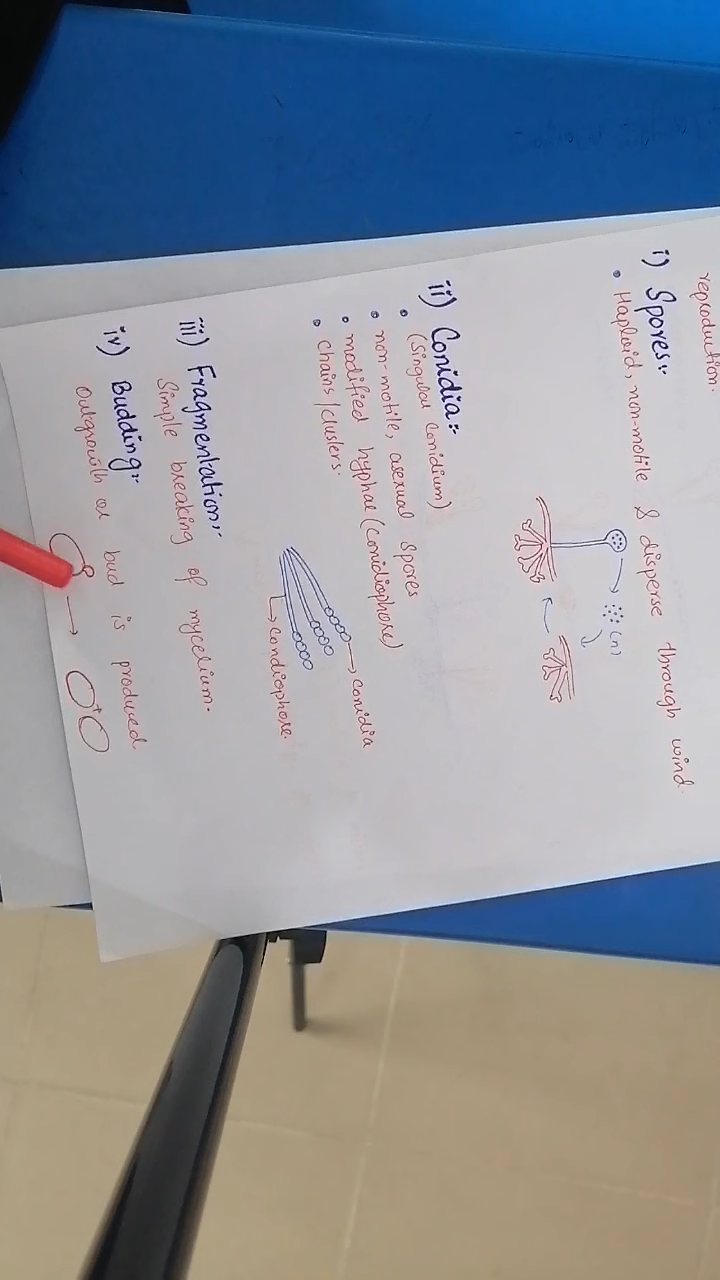 reproduction.
i) Spores:-
• Haploid, non-motile & disperse through wind.
(n)
ii) Conidia:-
• (Singular Conidium)
• non-motile, asexual spores
• modified hyphae (Conidiophore)
• Chains/clusters.
→ Conidia
→ Condiophore.
iii) Fragmentation:-
Simple breaking of mycelium.
iv) Budding:-
Outgrowth or bud is produced
+